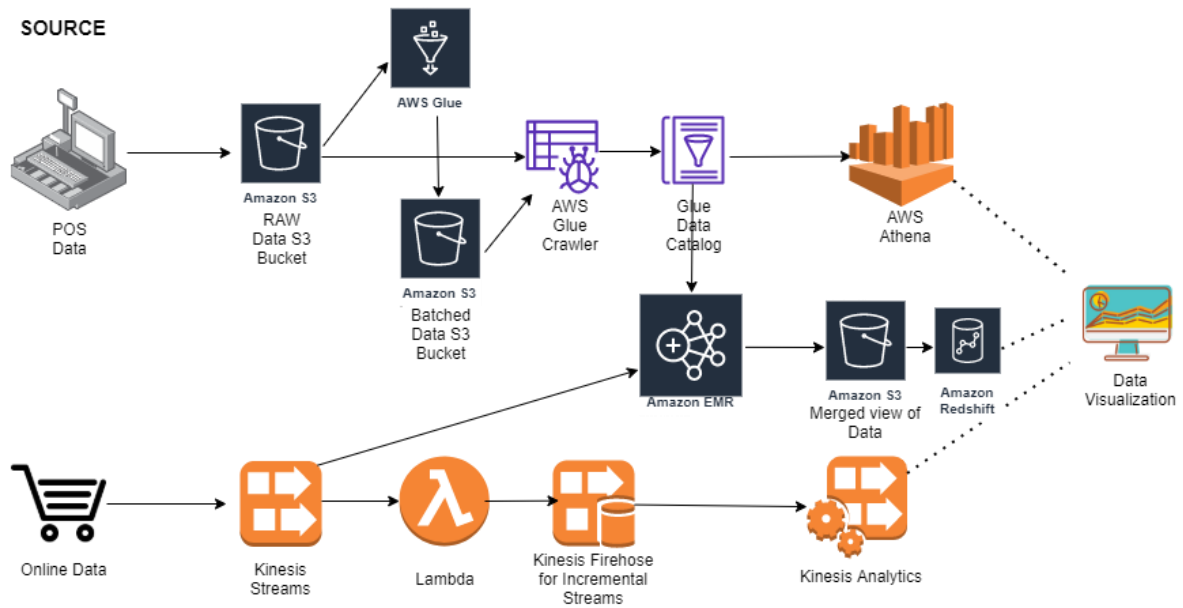 SOURCE
AWS Glue
POS
Data
Amazon S3
RAW
Data S3
Bucket
AWS
Glue
Crawler
Glue
Data
Catalog
AWS
Athena
Amazon S3
Batched
Data S3
Bucket
Amazon EMR
Amazon S3
Merged view of
Data
Amazon
Redshift
Data
Visualization
Online Data
Kinesis
Streams
Lambda
Kinesis Firehose
for Incremental
Streams
Kinesis Analytics